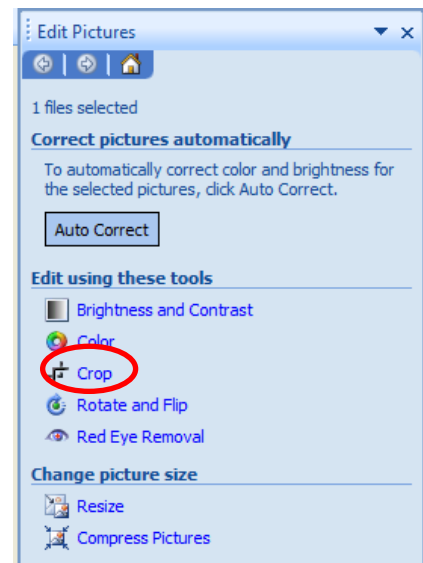 Edit Pictures
1 files selected
Correct pictures automatically
To automatically correct color and brightness for
the selected pictures, click Auto Correct.
Auto Correct
Edit using these tools
Brightness and Contrast
Color
Crop
Rotate and Flip
Red Eye Removal
Change picture size
Resize
Compress Pictures